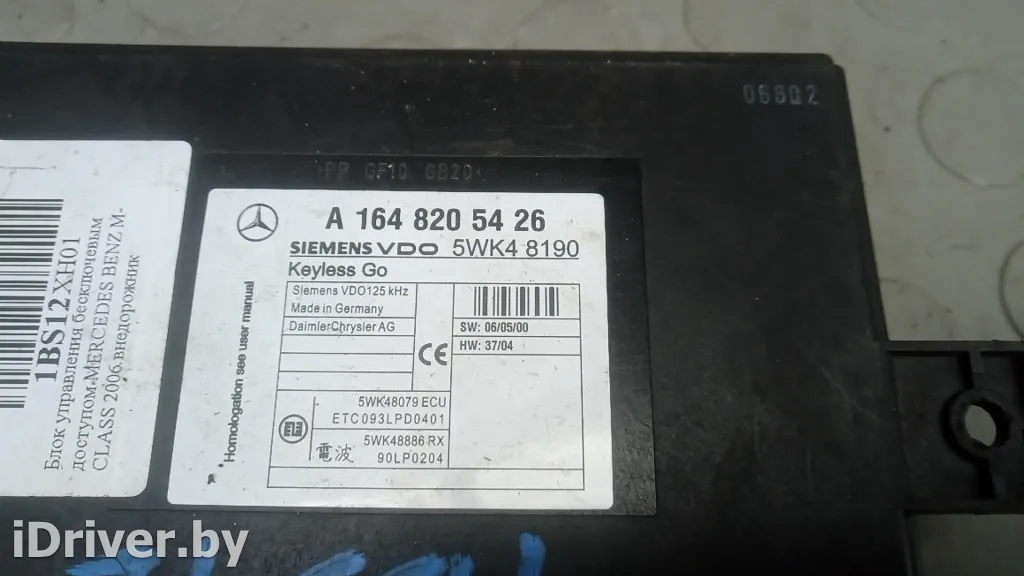 06802
PP GF10 GB20
A 164 820 54 26
SIEMENS VDO 5WK4 8190
Keyless Go
Siemens VDO125 kHz
Made in Germany
DaimlerChrysler AG
SW: 06/05/00
HW: 37/04
CE
5WK48079 ECU
ETC093LPD0401
5WK48886 RX
電波 90LP0204
Homologation see user manual
1BS12XH01
Блок управления бесключевым
доступом MERCEDES BENZ M-
CLASS 2006 внедорожник
iDriver.by